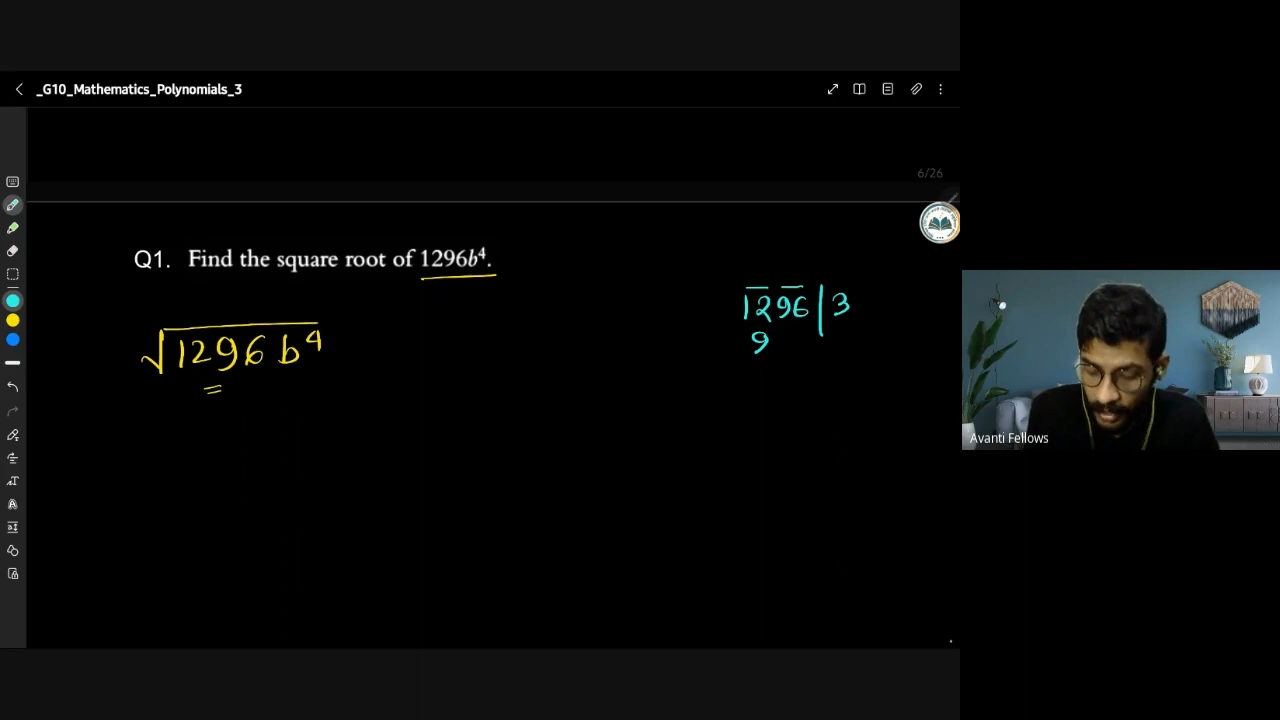 _G10_Mathematics_Polynomials_3
6/26
Q1. Find the square root of 1296b⁴.
√1296 b⁴
1296 | 3
9
Avanti Fellows